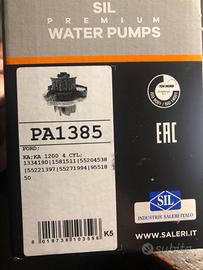 SIL
PREMIUM
WATER PUMPS
PA1385
FORD:
KA;KA 1200 4 CYL:
1334190|1581511|55204538
|55221397|55271994|95518
50
K5
EAC
SIL
INDUSTRIE SALERI ITALO
WWW.SALERI.IT
subito